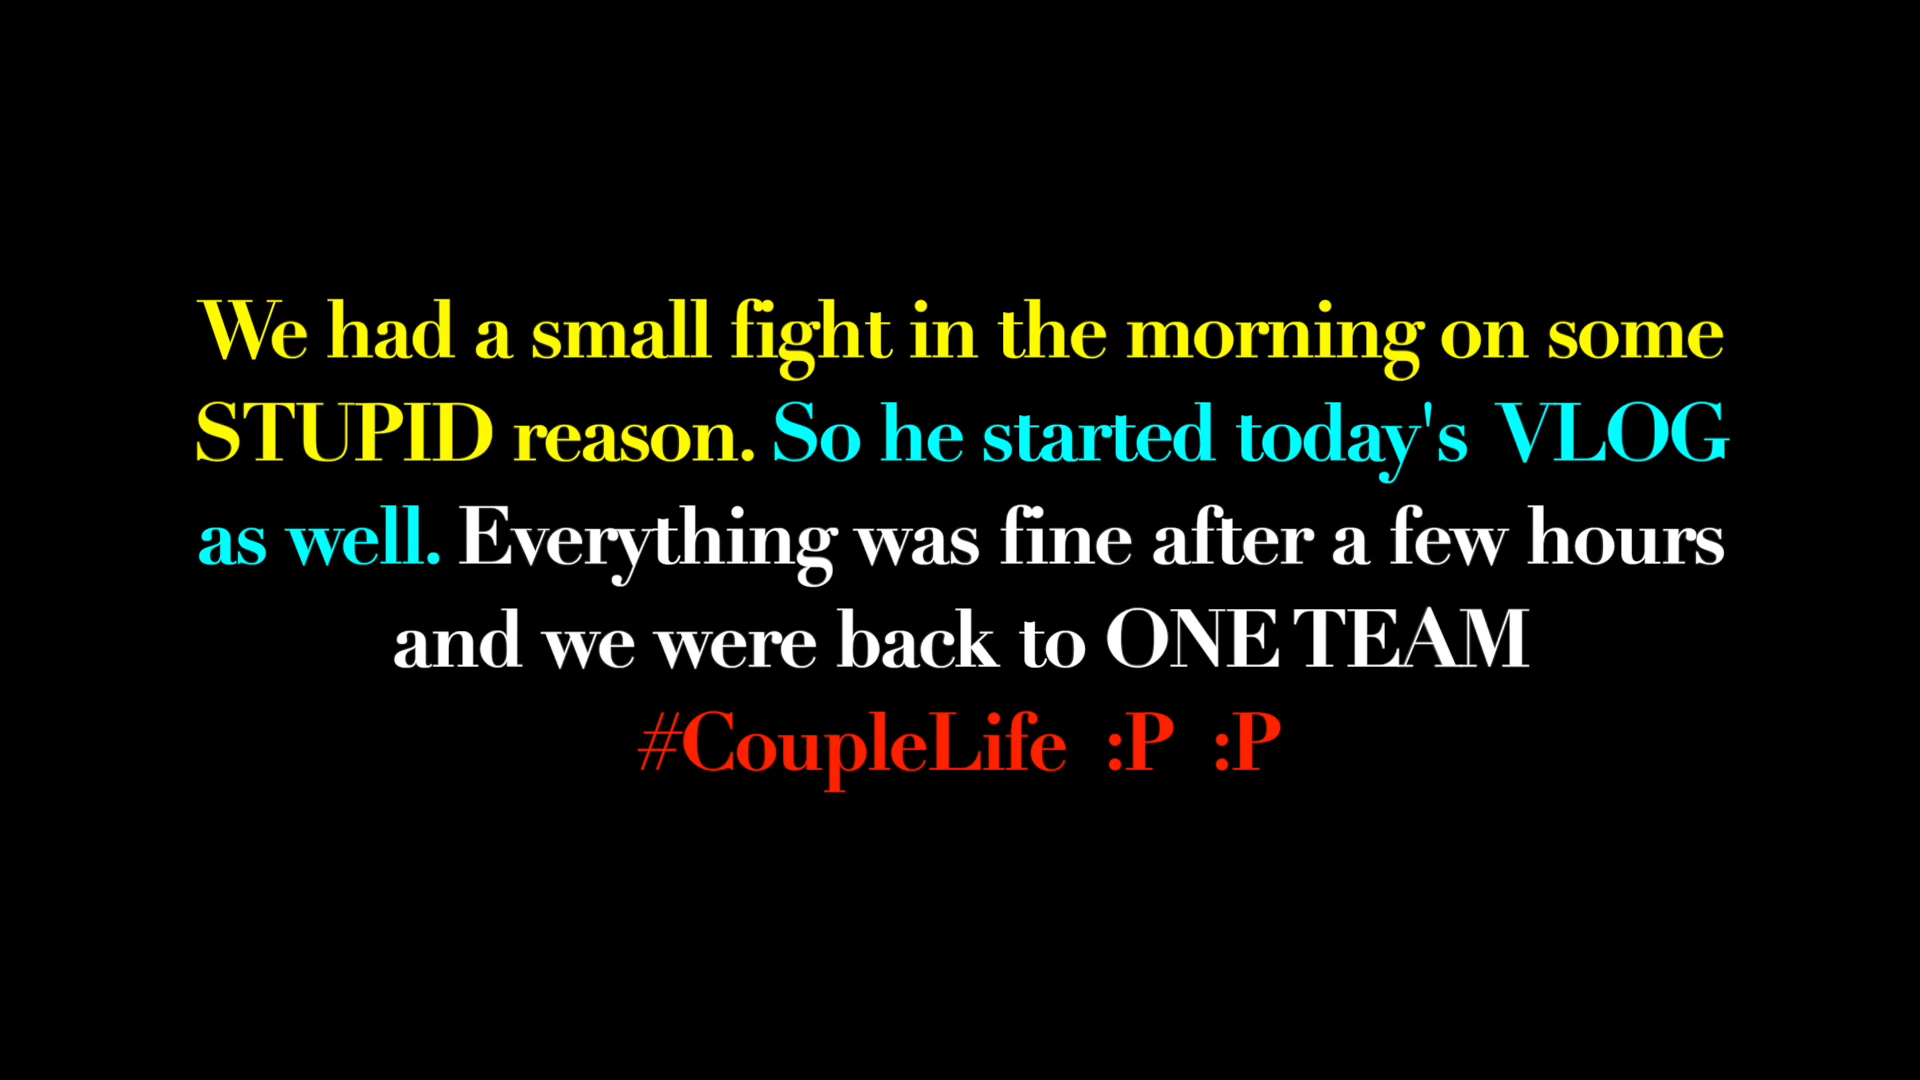 We had a small fight in the morning on some
STUPID reason. So he started today's VLOG
as well. Everything was fine after a few hours
and we were back to ONE TEAM
#CoupleLife :P :P